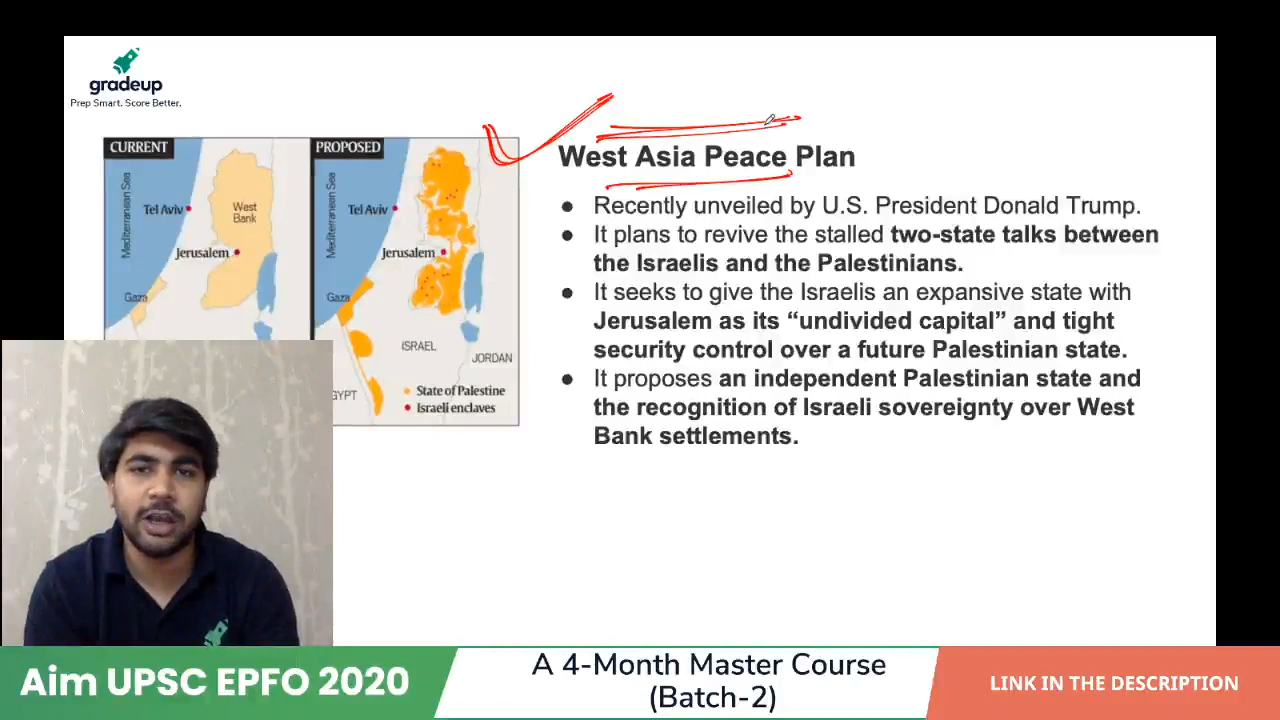 gradeup
Prep Smart. Score Better.
CURRENT
PROPOSED
Mediterranean Sea
Tel Aviv
West
Bank
Jerusalem
Gaza
Mediterranean Sea
Tel Aviv
Jerusalem
Gaza
ISRAEL
JORDAN
GYPT
State of Palestine
Israeli enclaves
West Asia Peace Plan
● Recently unveiled by U.S. President Donald Trump.
● It plans to revive the stalled two-state talks between
the Israelis and the Palestinians.
● It seeks to give the Israelis an expansive state with
Jerusalem as its “undivided capital” and tight
security control over a future Palestinian state.
● It proposes an independent Palestinian state and
the recognition of Israeli sovereignty over West
Bank settlements.
Aim UPSC EPFO 2020
A 4-Month Master Course
(Batch-2)
LINK IN THE DESCRIPTION